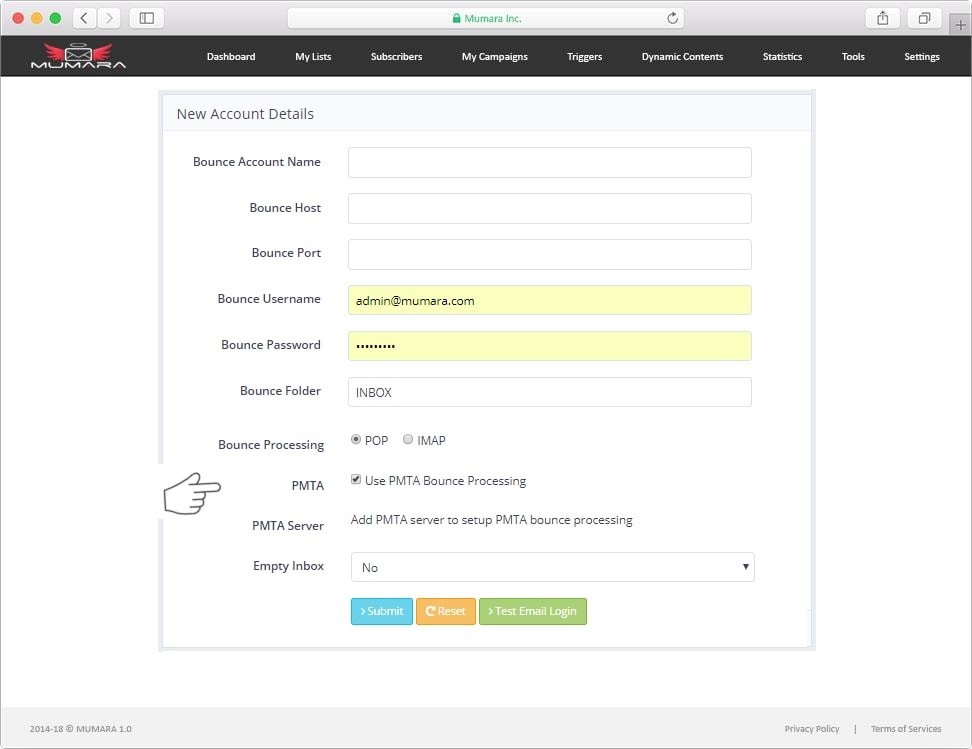 Mumara Inc.
MUMARA Dashboard My Lists Subscribers My Campaigns Triggers Dynamic Contents Statistics Tools Settings
New Account Details
Bounce Account Name
Bounce Host
Bounce Port
Bounce Username admin@mumara.com
Bounce Password •••••••••
Bounce Folder INBOX
Bounce Processing POP IMAP
PMTA Use PMTA Bounce Processing
PMTA Server Add PMTA server to setup PMTA bounce processing
Empty Inbox No
Submit Reset Test Email Login
2014-18 © MUMARA 1.0 Privacy Policy | Terms of Services